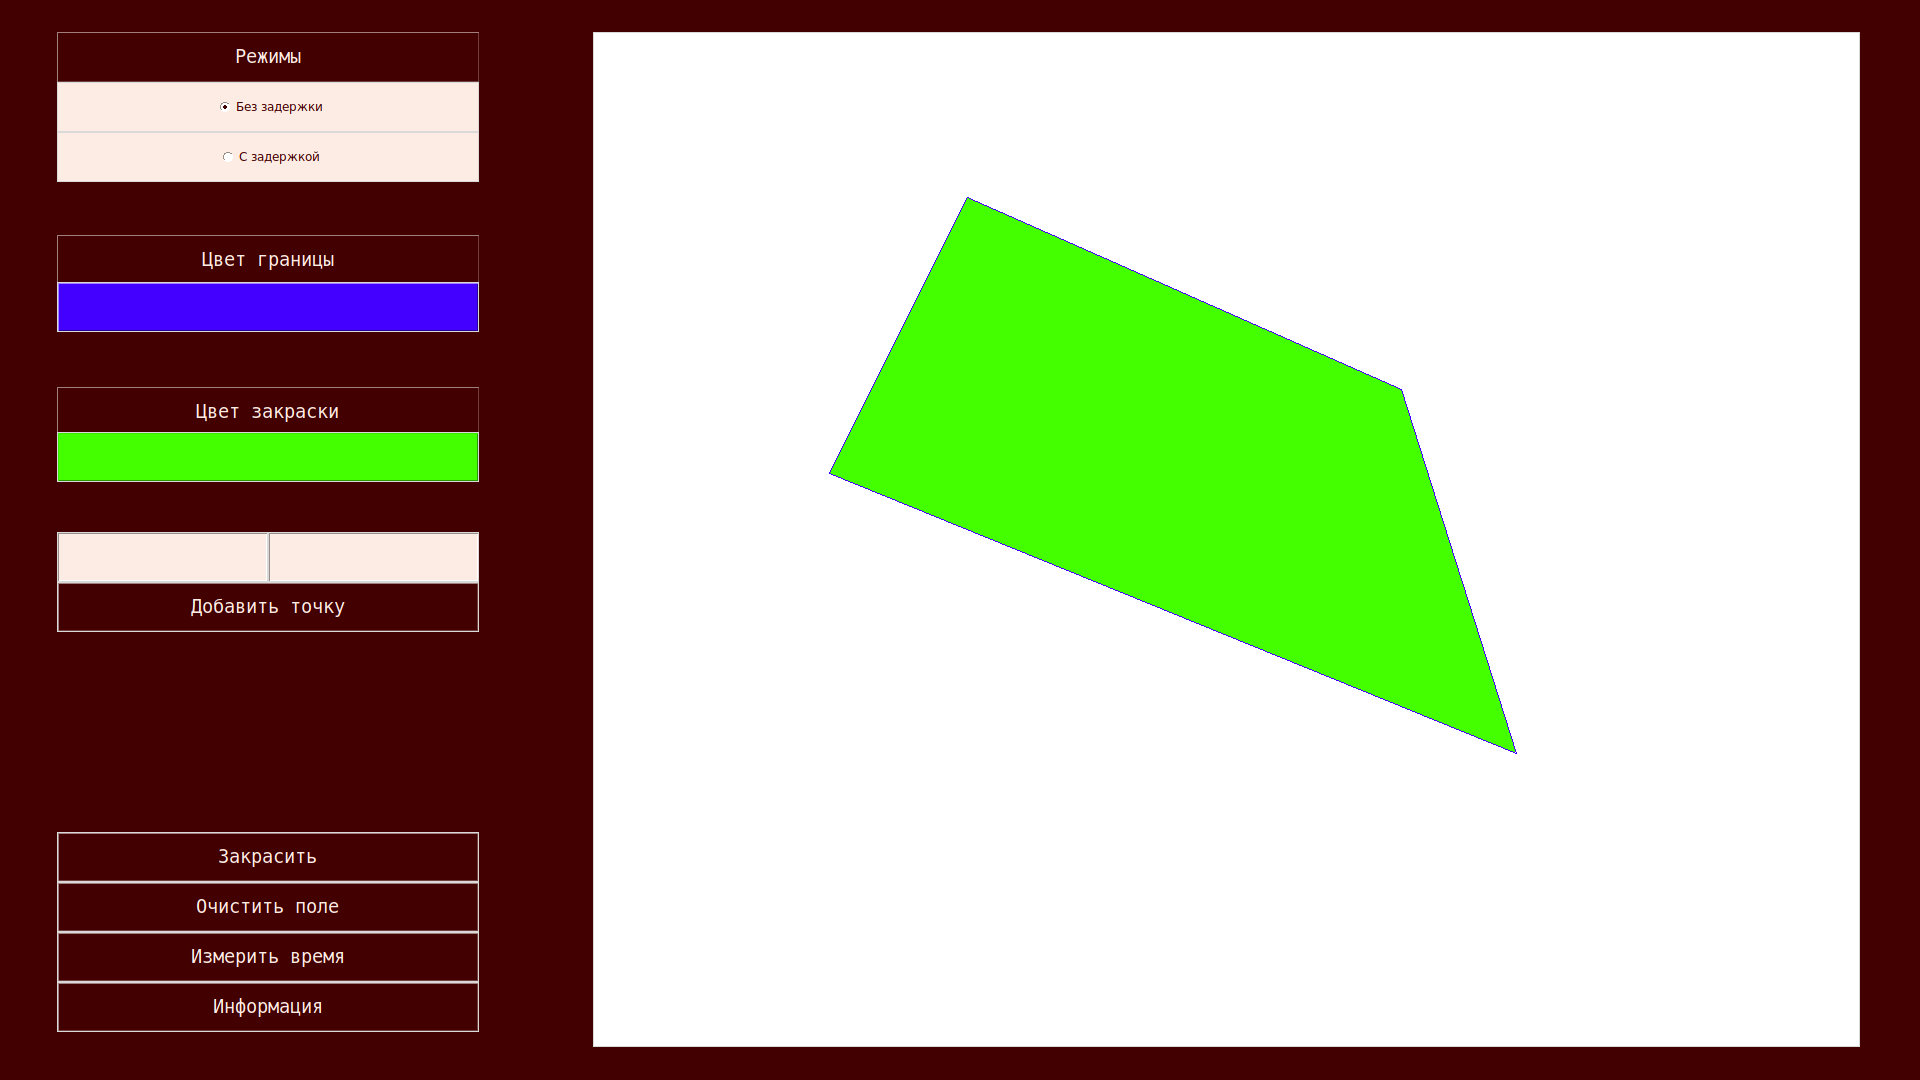 Режимы
Без задержки
С задержкой
Цвет границы
Цвет закраски
Добавить точку
Закрасить
Очистить поле
Измерить время
Информация